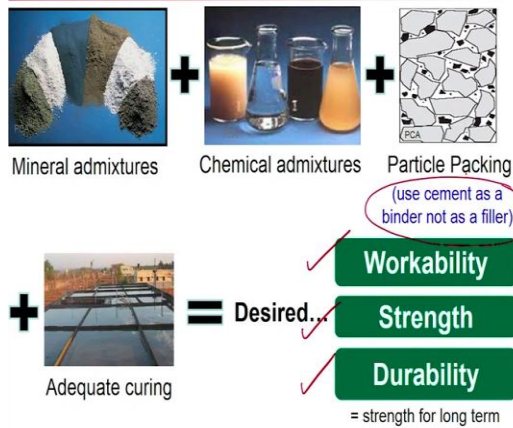 Mineral admixtures
Chemical admixtures
PCA
Particle Packing
(use cement as a
binder not as a filler)
Adequate curing
Desired...
Workability
Strength
Durability
= strength for long term